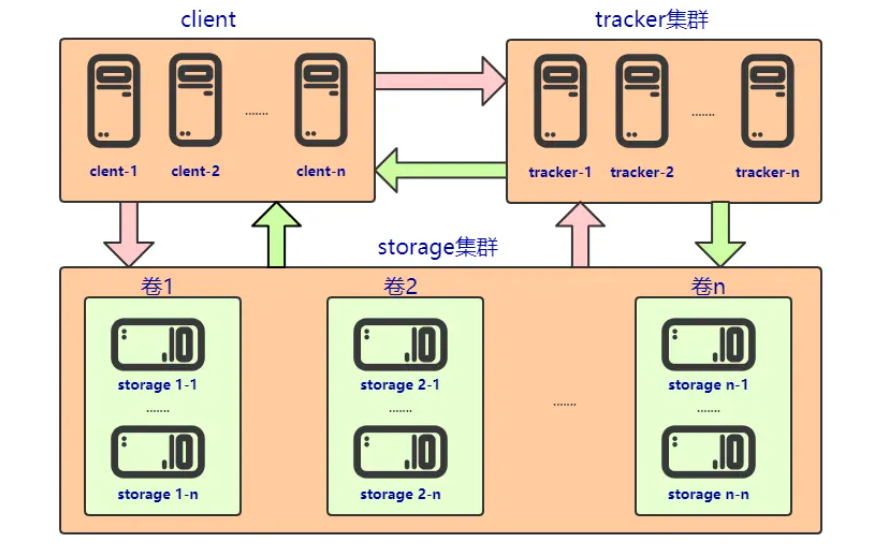 client
tracker集群
.......
.......
clent-1
clent-2
clent-n
tracker-1
tracker-2
tracker-n
storage集群
卷1
卷2
卷n
storage 1-1
storage 2-1
storage n-1
.......
.......
.......
.......
storage 1-n
storage 2-n
storage n-n